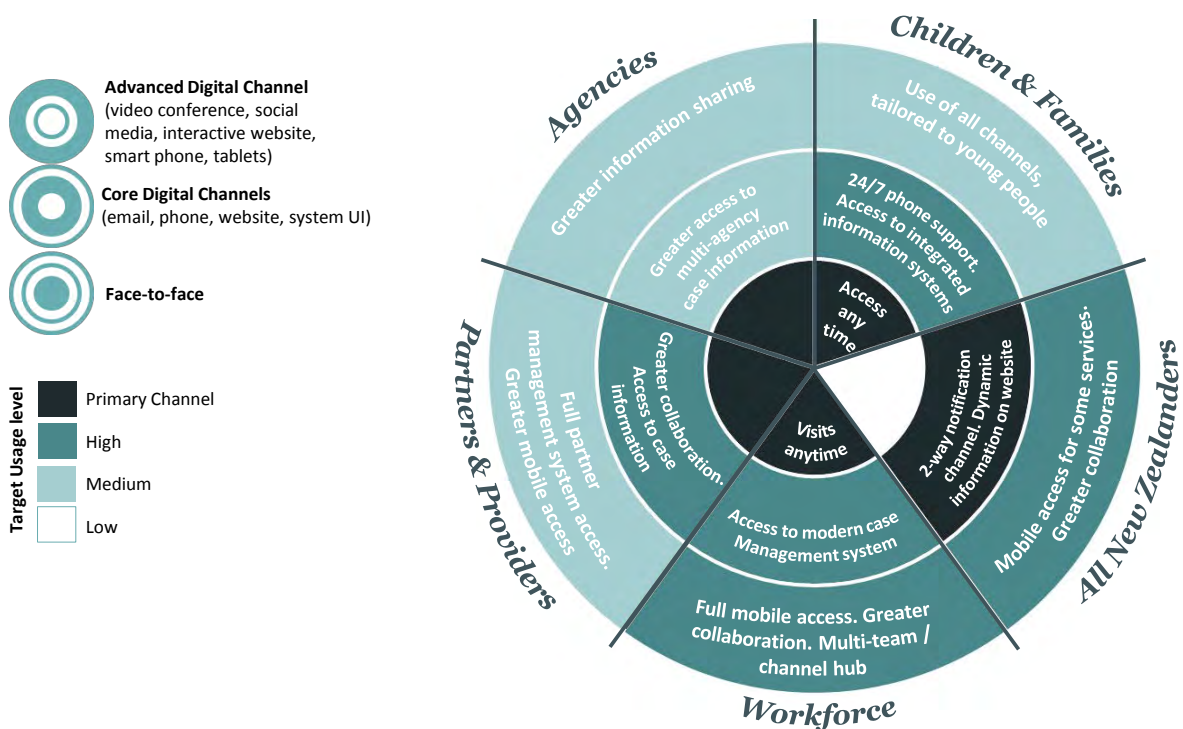 Advanced Digital Channel
(video conference, social
media, interactive website,
smart phone, tablets)
Core Digital Channels
(email, phone, website, system UI)
Face-to-face
Target Usage level
Primary Channel
High
Medium
Low
Agencies
Greater information sharing
Greater access to
multi-agency
case information
Children & Families
Use of all channels,
tailored to young people
24/7 phone support.
Access to integrated
information systems
Access
any
time
All New Zealanders
Mobile access for some services.
Greater collaboration
2-way notification
channel. Dynamic
information on website
Workforce
Visits
anytime
Access to modern case
Management system
Full mobile access. Greater
collaboration. Multi-team /
channel hub
Partners & Providers
Full partner
management system access.
Greater mobile access
Greater collaboration.
Access to case
information